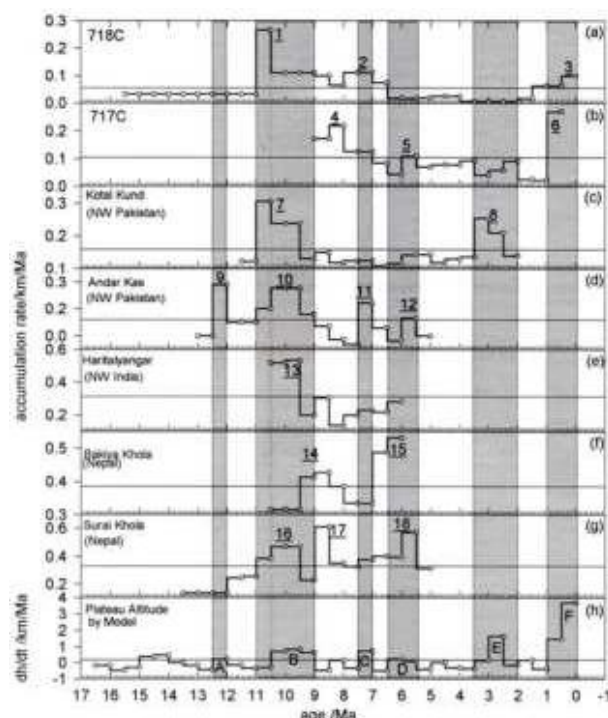 718C
1
2
3
(a)
0.3
0.2
0.1
0.0
717C
4
5
6
(b)
0.2
0.1
0.0
Kotal Kund
(NW Pakistan)
7
8
(c)
0.3
0.2
0.1
Andar Kas
(NW Pakistan)
9
10
11
12
(d)
0.2
0.0
Haritalyangar
(NW India)
13
(e)
0.6
0.4
0.2
(Nepal)
14
15
(f)
0.5
0.4
0.3
Surai Khola
(Nepal)
16
17
18
(g)
0.6
0.4
0.2
Plateau Altitude
by Model
A
B
C
D
E
F
(h)
4
3
2
1
0
-1
accumulation rate/km/Ma
dh/dt /km/Ma
17 16 15 14 13 12 11 10 9 8 7 6 5 4 3 2 1 0 -1
age /Ma